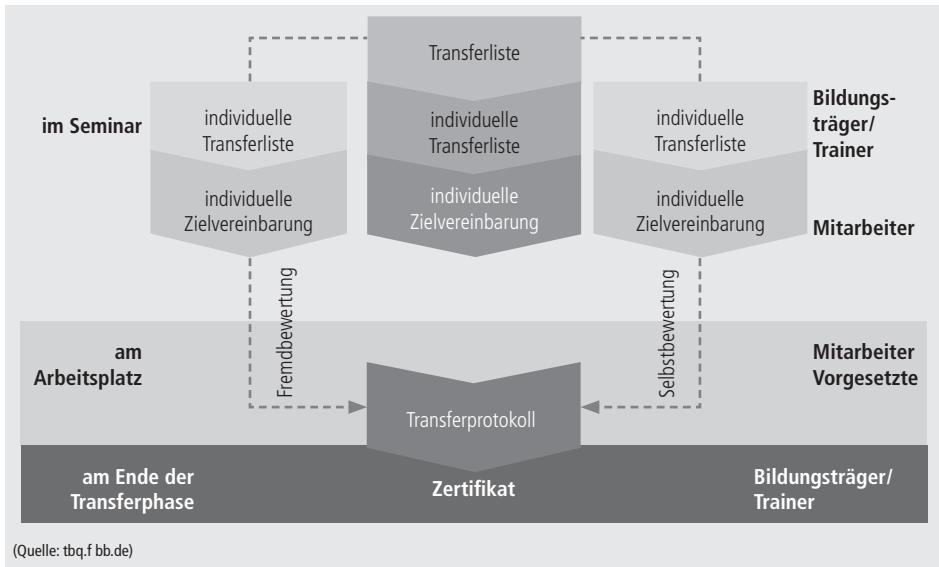 Transferliste
im Seminar
individuelle
Transferliste
individuelle
Transferliste
individuelle
Transferliste
Bildungs-
träger/
Trainer
individuelle
Zielvereinbarung
individuelle
Zielvereinbarung
individuelle
Zielvereinbarung
Mitarbeiter
Fremdbewertung
Selbstbewertung
am
Arbeitsplatz
Mitarbeiter
Vorgesetzte
Transferprotokoll
am Ende der
Transferphase
Zertifikat
Bildungsträger/
Trainer
(Quelle: tbq.f bb.de)